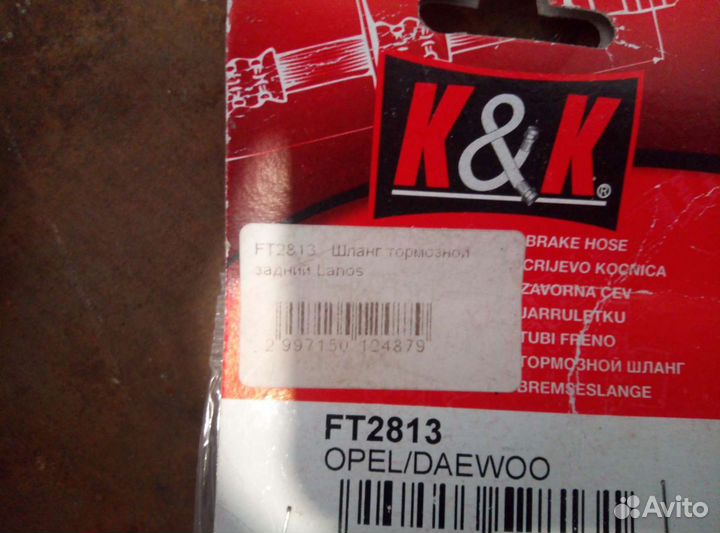 K&K
®
FT2813 Шланг тормозной
задний Lanos
2 997150 124879
BRAKE HOSE
CRIJEVO KOCNICA
ZAVORNA CEV
JARRULETKU
TUBI FRENO
ТОРМОЗНОЙ ШЛАНГ
BREMSESLANGE
FT2813
OPEL/DAEWOO
Avito